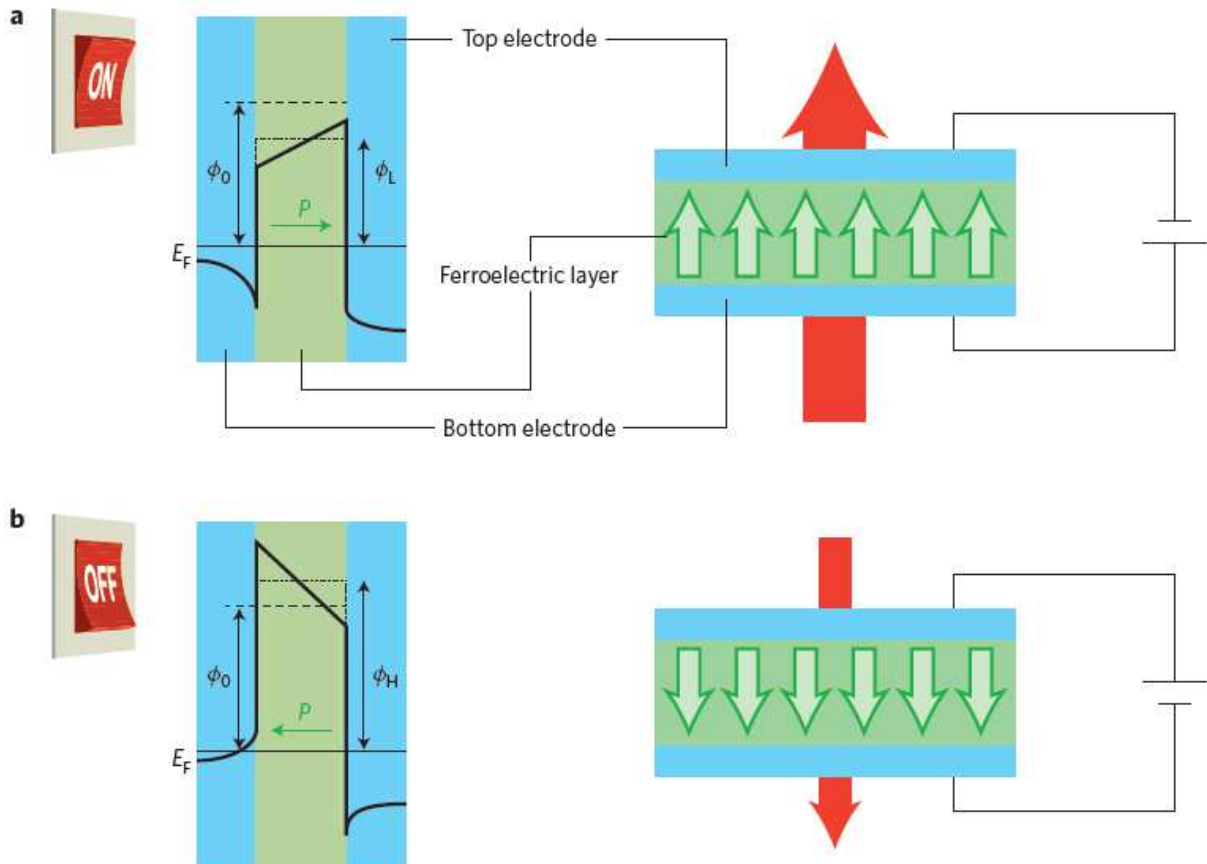 a
ON
Top electrode
ϕ0
ϕL
P
EF
Ferroelectric layer
Bottom electrode
b
OFF
ϕ0
ϕH
P
EF